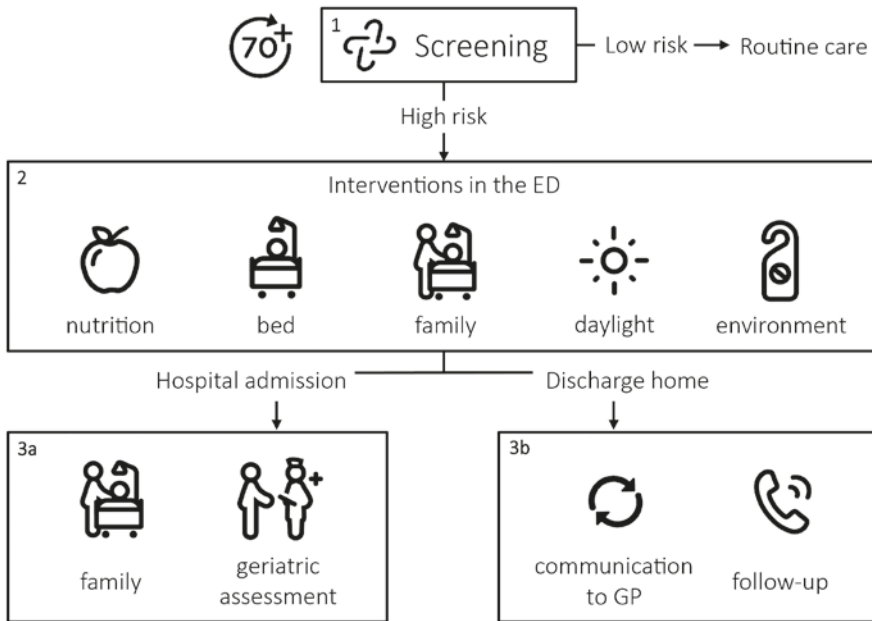 70+
1
Screening
Low risk
Routine care
High risk
2
Interventions in the ED
nutrition
bed
family
daylight
environment
Hospital admission
Discharge home
3a
family
geriatric
assessment
3b
communication
to GP
follow-up